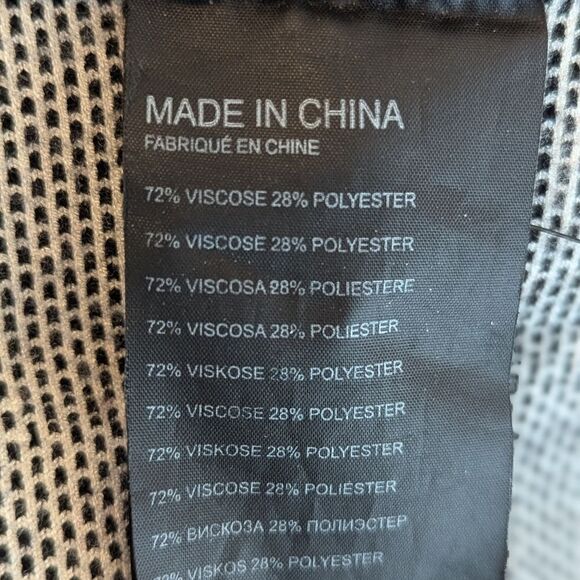 MADE IN CHINA
FABRIQUÉ EN CHINE
72% VISCOSE 28% POLYESTER
72% VISCOSE 28% POLYESTER
72% VISCOSA 28% POLIESTERE
72% VISCOSA 28% POLIESTER
72% VISKOSE 28% POLYESTER
72% VISCOSE 28% POLYESTER
72% VISKOSE 28% POLYESTER
72% VISCOSE 28% POLIÉSTER
72% ВИСКОЗА 28% ПОЛИЭСТЕР
72% VISKOS 28% POLYESTER